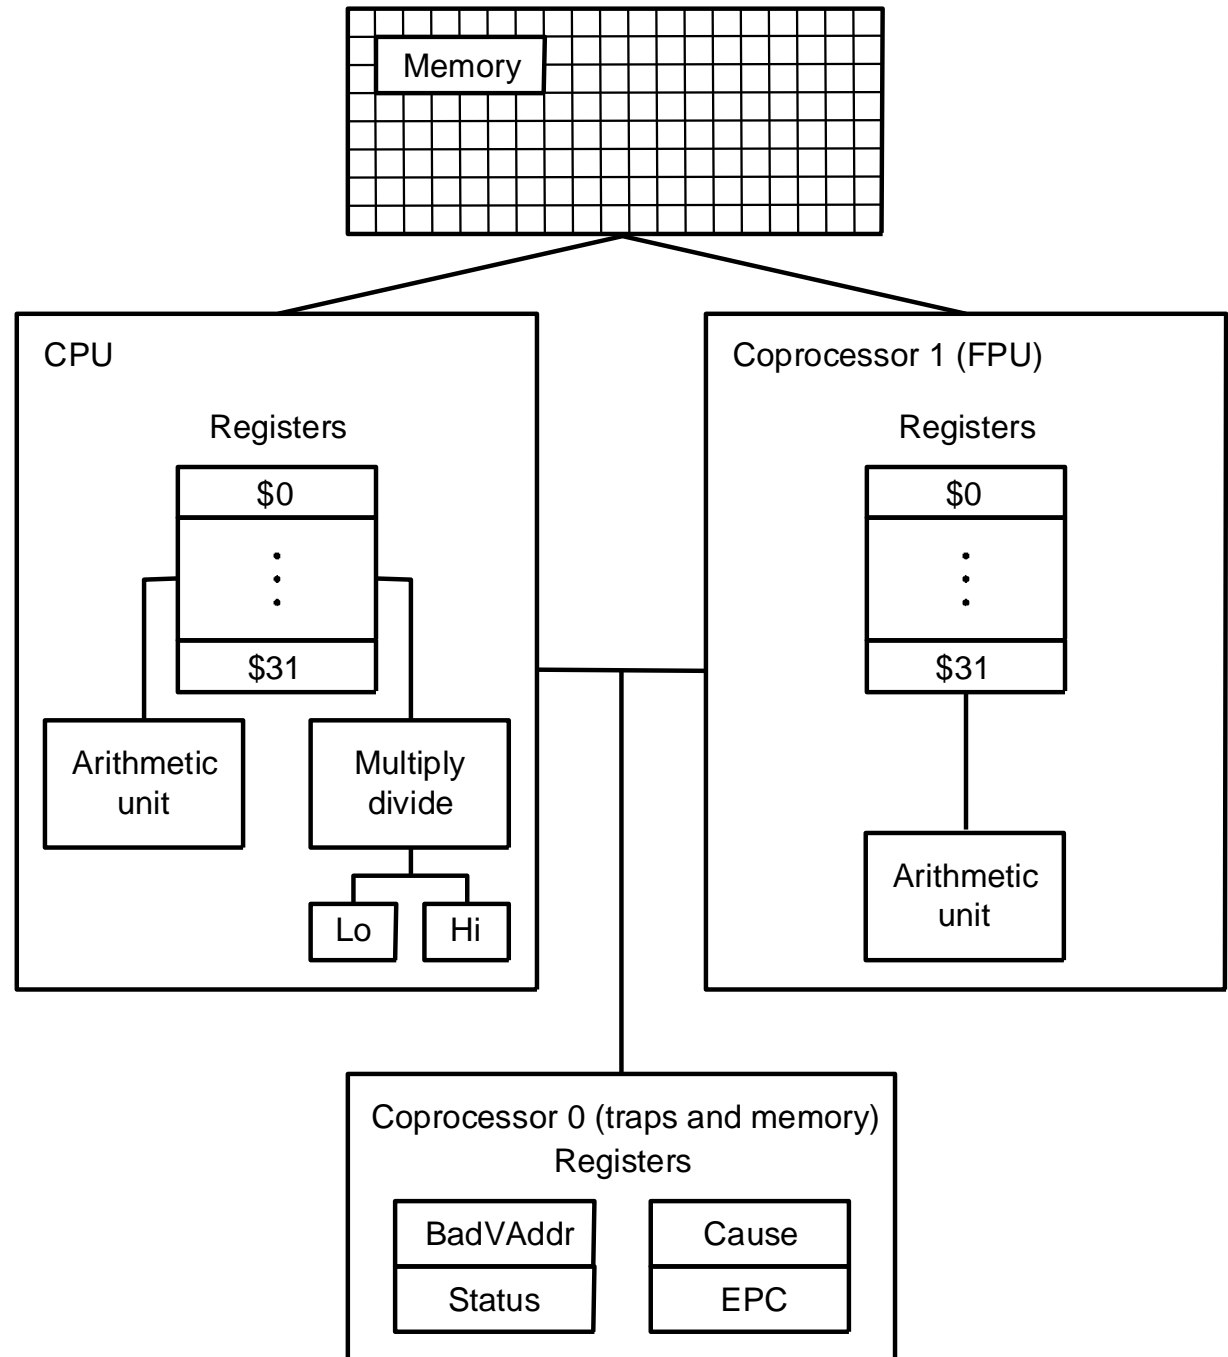 Memory
CPU
Registers
$0
$31
Arithmetic
unit
Multiply
divide
Lo
Hi
Coprocessor 1 (FPU)
Registers
$0
$31
Arithmetic
unit
Coprocessor 0 (traps and memory)
Registers
BadVAddr
Status
Cause
EPC